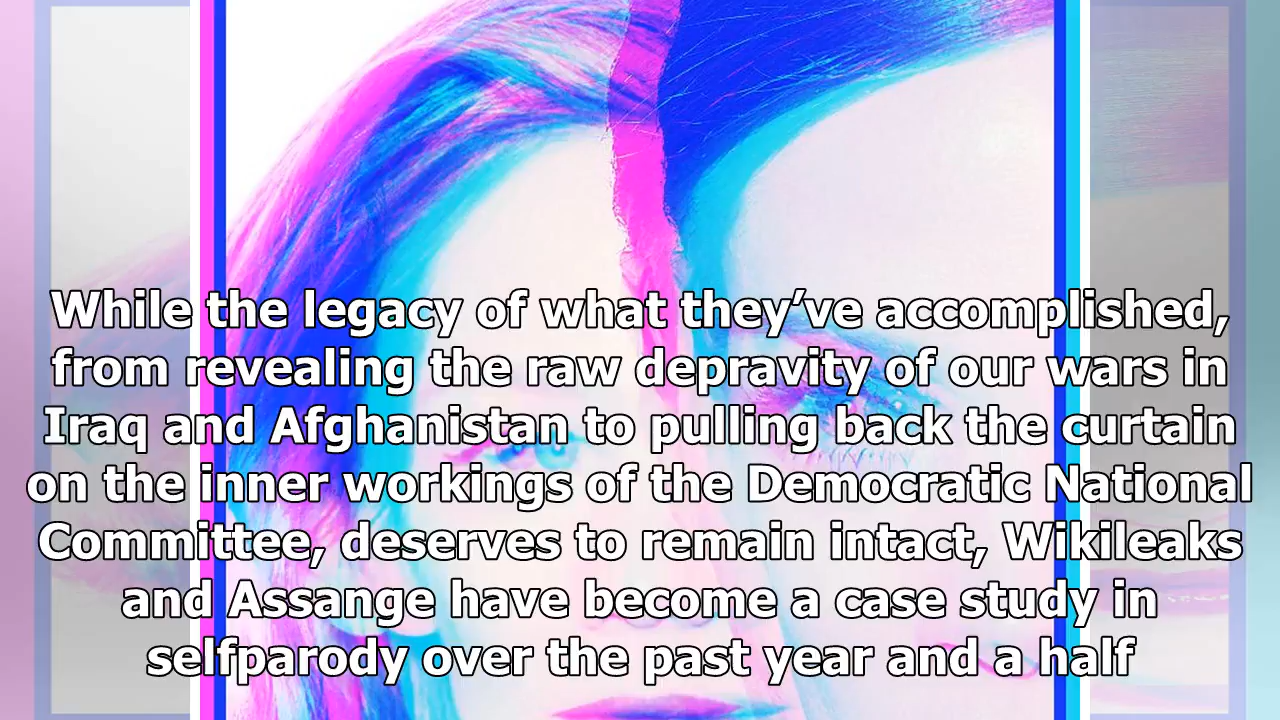 While the legacy of what they’ve accomplished,
from revealing the raw depravity of our wars in
Iraq and Afghanistan to pulling back the curtain
on the inner workings of the Democratic National
Committee, deserves to remain intact, Wikileaks
and Assange have become a case study in
selfparody over the past year and a half